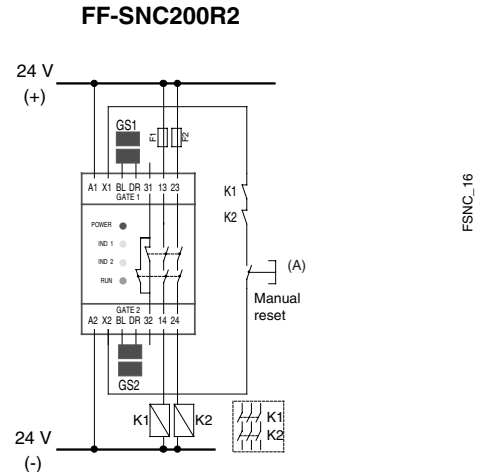 FF-SNC200R2
24 V
(+)
GS1
F1
F2
A1 X1 BL DR 31 13 23
GATE 1
K1
K2
POWER
IND 1
IND 2
RUN
(A)
Manual
reset
GATE 2
A2 X2 BL DR 32 14 24
GS2
K1
K2
K1
K2
24 V
(-)
FSNC_16